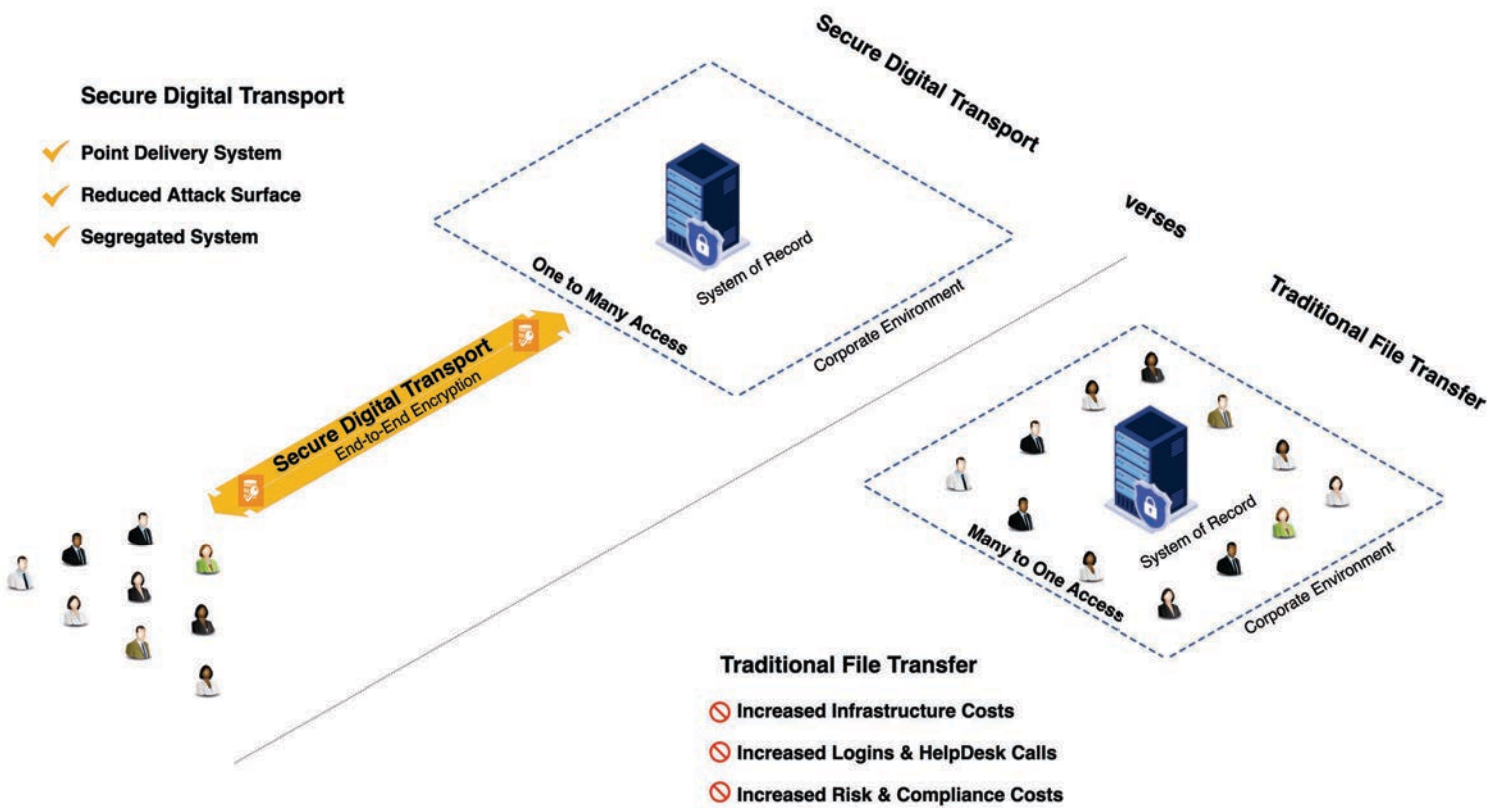 Secure Digital Transport
Point Delivery System
Reduced Attack Surface
Segregated System
Secure Digital Transport
End-to-End Encryption
One to Many Access
System of Record
Corporate Environment
Secure Digital Transport
verses
Traditional File Transfer
Many to One Access
System of Record
Corporate Environment
Traditional File Transfer
Increased Infrastructure Costs
Increased Logins & HelpDesk Calls
Increased Risk & Compliance Costs